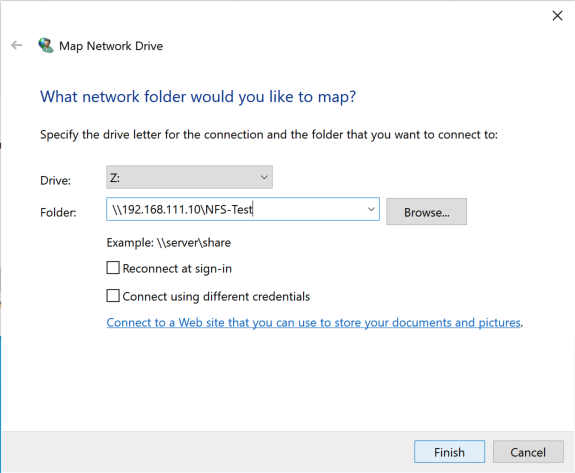 Map Network Drive
What network folder would you like to map?
Specify the drive letter for the connection and the folder that you want to connect to:
Drive: Z:
Folder: \\192.168.111.10\NFS-Test Browse...
Example: \\server\share
Reconnect at sign-in
Connect using different credentials
Connect to a Web site that you can use to store your documents and pictures.
Finish Cancel